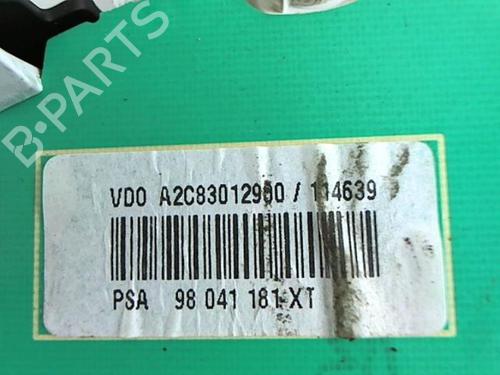 B-PARTS
VDO A2C83012900 / 114639
PSA 98 041 181 XT